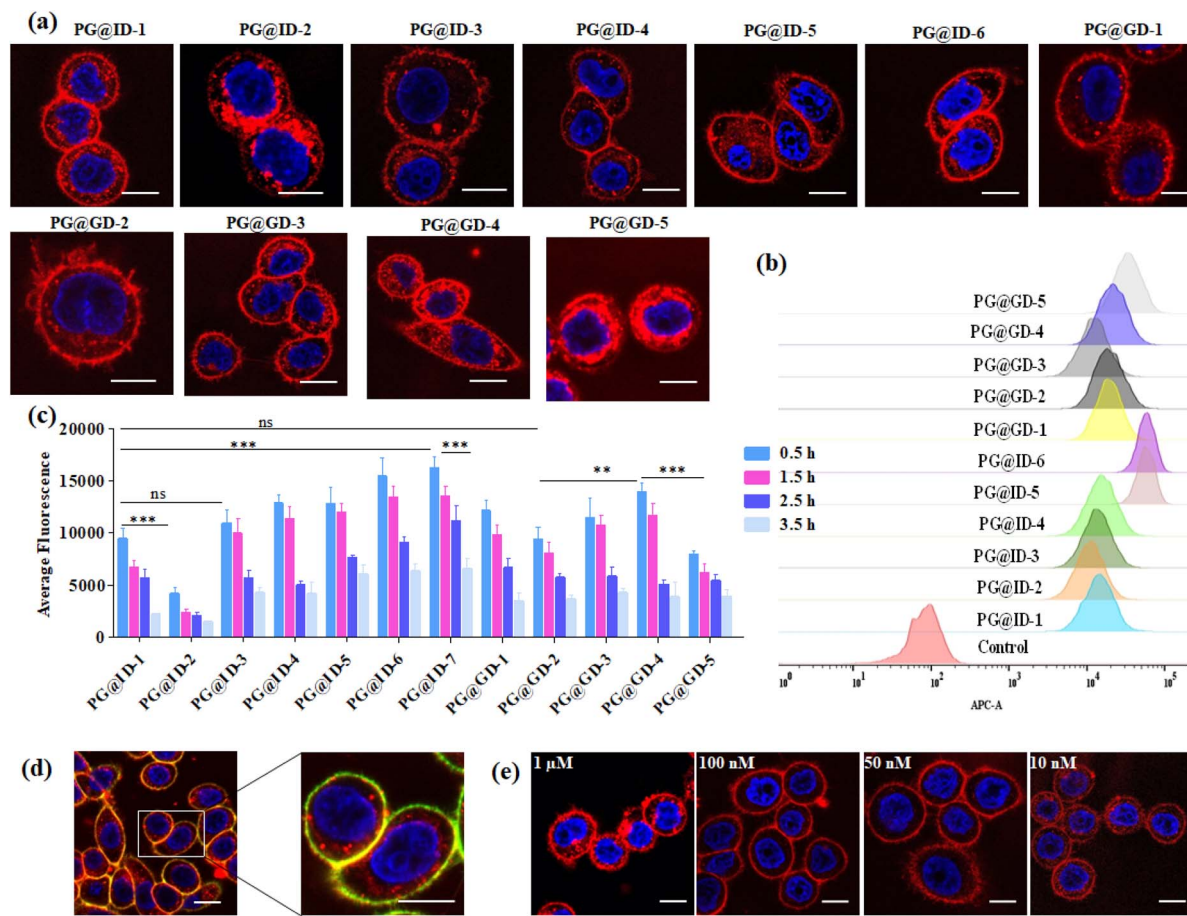 (a)
PG@ID-1
PG@ID-2
PG@ID-3
PG@ID-4
PG@ID-5
PG@ID-6
PG@GD-1
PG@GD-2
PG@GD-3
PG@GD-4
PG@GD-5
(b)
PG@GD-5
PG@GD-4
PG@GD-3
PG@GD-2
PG@GD-1
PG@ID-6
PG@ID-5
PG@ID-4
PG@ID-3
PG@ID-2
PG@ID-1
Control
10^0 10^1 10^2 10^3 10^4 10^5
APC-A
(c)
Average Fluorescence
20000
15000
10000
5000
0
ns
***
***
ns
***
**
***
0.5 h
1.5 h
2.5 h
3.5 h
PG@ID-1
PG@ID-2
PG@ID-3
PG@ID-4
PG@ID-5
PG@ID-6
PG@ID-7
PG@GD-1
PG@GD-2
PG@GD-3
PG@GD-4
PG@GD-5
(d)
(e)
1 µM
100 nM
50 nM
10 nM